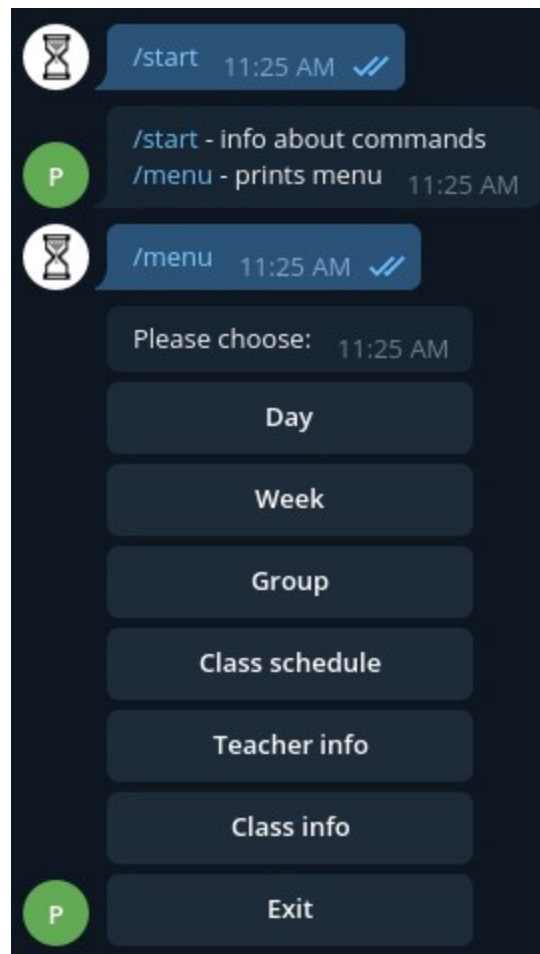 /start 11:25 AM
/start - info about commands
/menu - prints menu 11:25 AM
P
/menu 11:25 AM
Please choose: 11:25 AM
Day
Week
Group
Class schedule
Teacher info
Class info
Exit
P